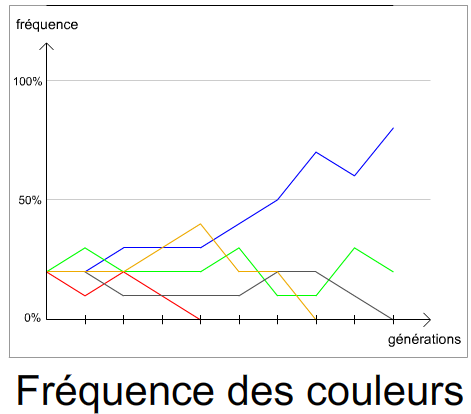 fréquence
100%
50%
0%
générations
Fréquence des couleurs